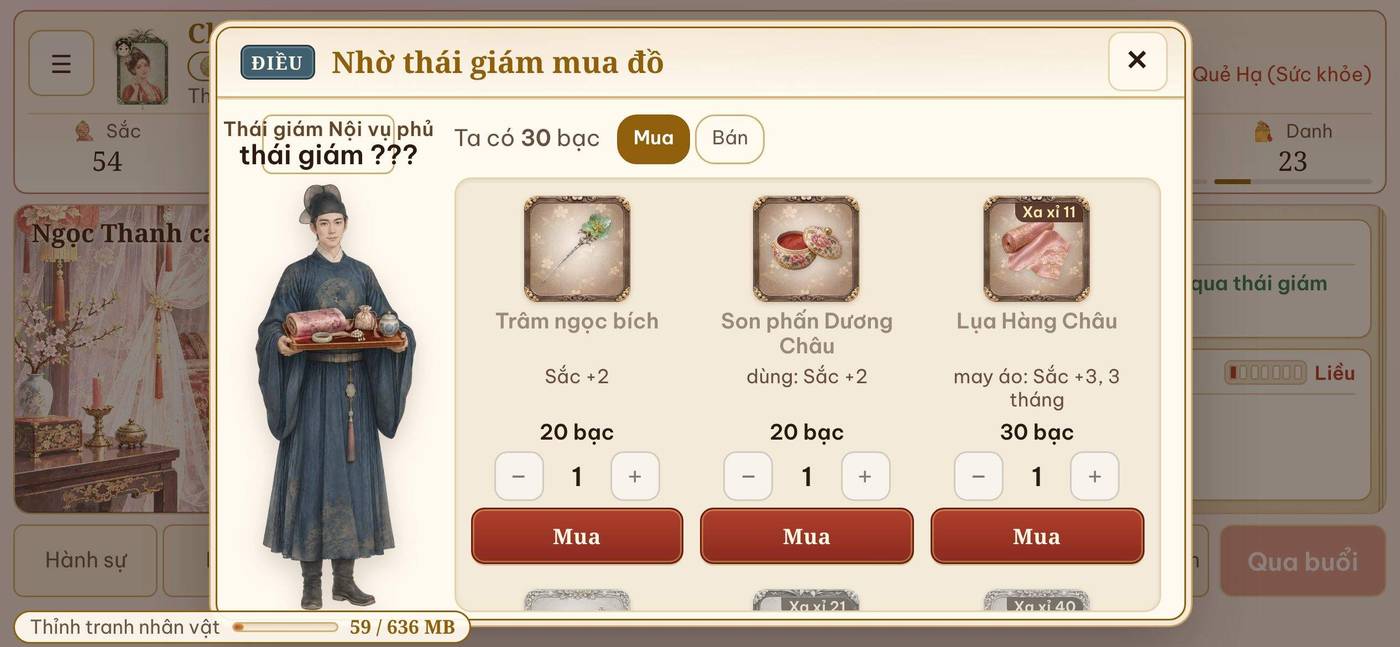 ☰
Th
Sắc
54
Quẻ Hạ (Sức khỏe)
Danh
23
ĐIỀU
Nhờ thái giám mua đồ
✕
Thái giám Nội vụ phủ
thái giám ???
Ta có 30 bạc
Mua
Bán
Ngọc Thanh
qua thái giám
Liều
Xa xỉ 11
Trâm ngọc bích
Son phấn Dương
Châu
Lụa Hàng Châu
Sắc +2
dùng: Sắc +2
may áo: Sắc +3, 3
tháng
20 bạc
20 bạc
30 bạc
− 1 +
− 1 +
− 1 +
Mua
Mua
Mua
Xa xỉ 21
Xa xỉ 40
Hành sự
Qua buổi
Thỉnh tranh nhân vật
59 / 636 MB